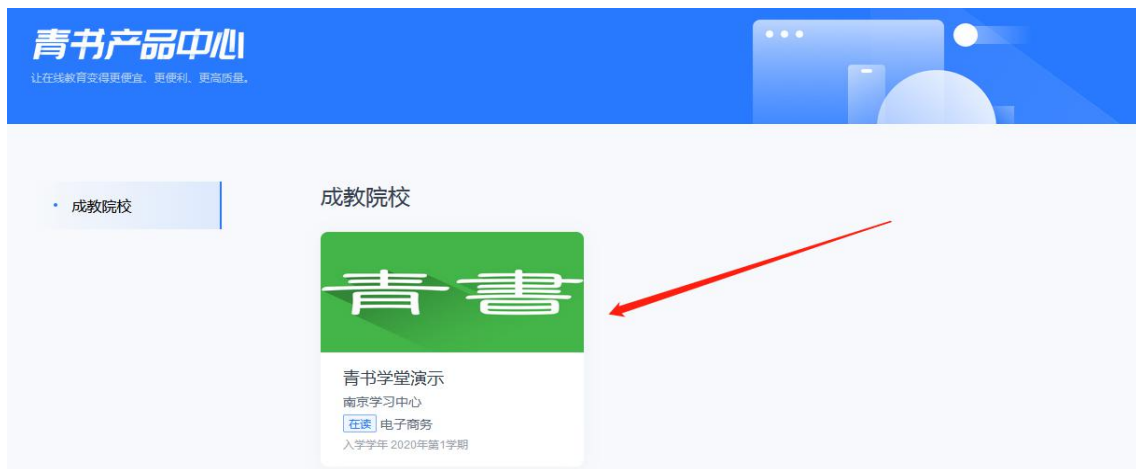 青书产品中心
让在线教育变得更便宜、更便利、更高质量。
成教院校
成教院校
青書
青书学堂演示
南京学习中心
在读 电子商务
入学学年 2020年第1学期